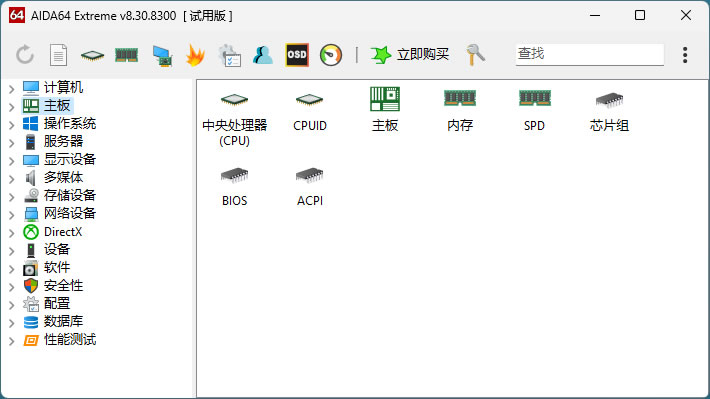 64 AIDA64 Extreme v8.30.8300 [ 试用版 ]
64 OSD | 立即购买 查找
计算机
主板
操作系统
服务器
显示设备
多媒体
存储设备
网络设备
DirectX
设备
软件
安全性
配置
数据库
性能测试
中央处理器 (CPU)
CPUID
主板
内存
SPD
芯片组
BIOS
ACPI